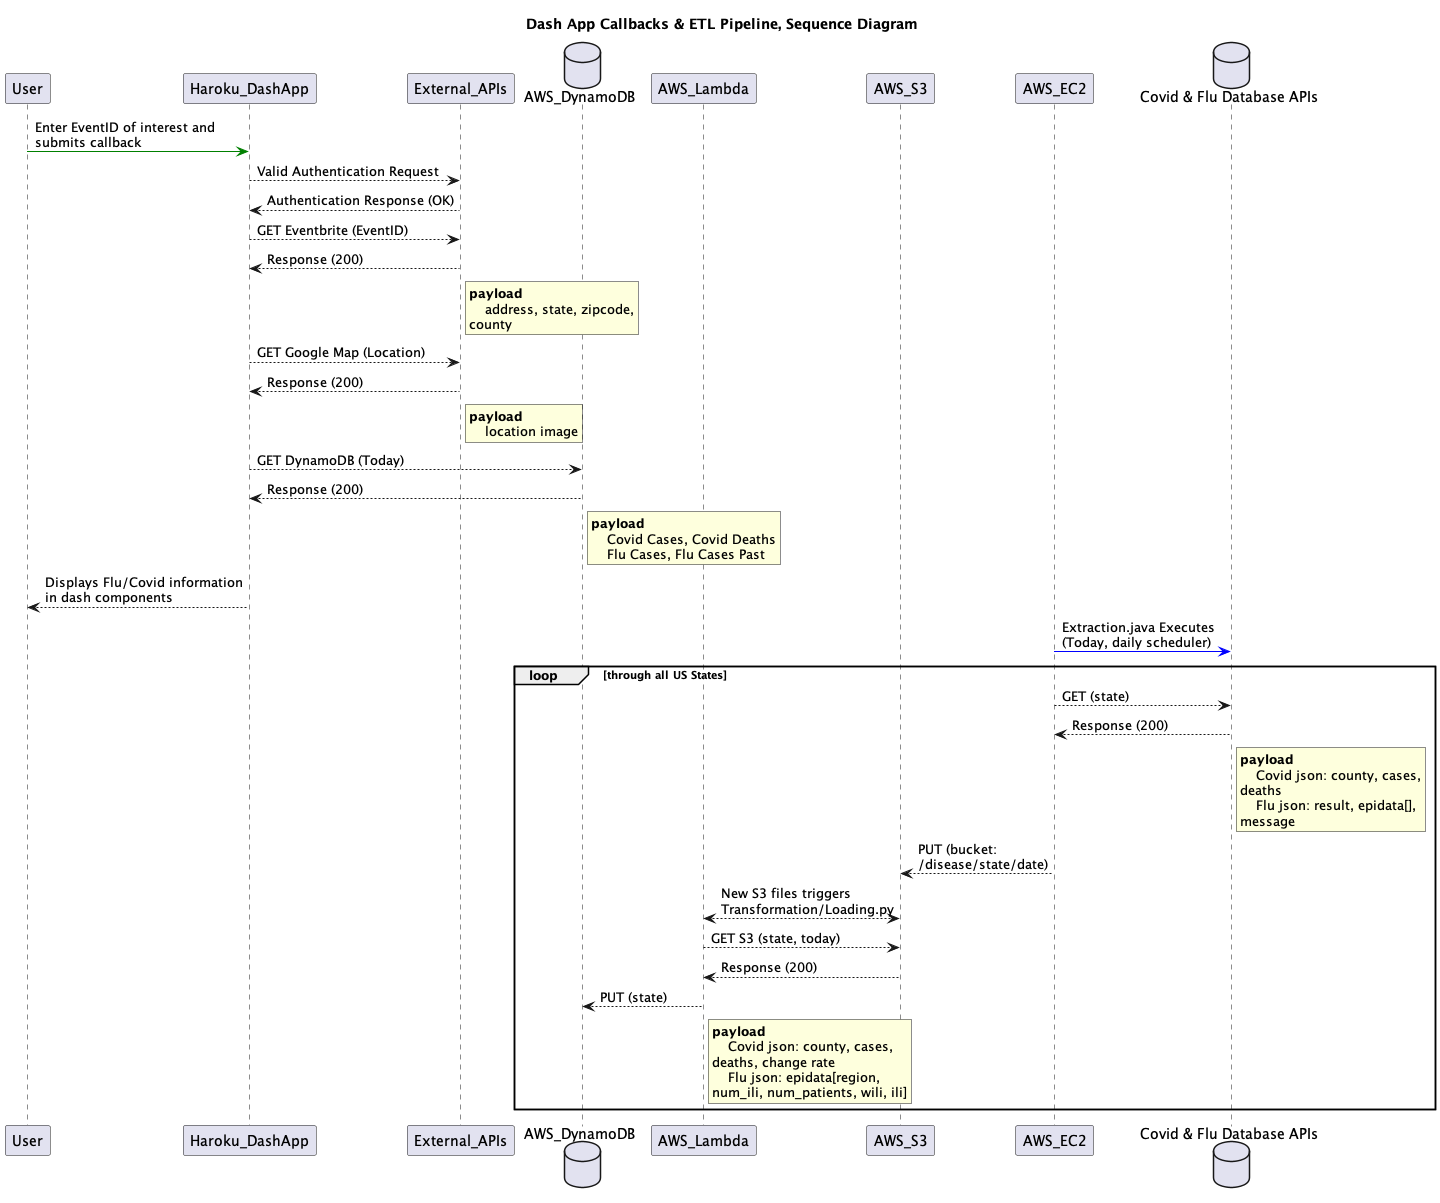 Dash App Callbacks & ETL Pipeline, Sequence Diagram
User
Haroku_DashApp
External_APIs
AWS_DynamoDB
AWS_Lambda
AWS_S3
AWS_EC2
Covid & Flu Database APIs
Enter EventID of interest and
submits callback
Valid Authentication Request
Authentication Response (OK)
GET Eventbrite (EventID)
Response (200)
payload
address, state, zipcode,
county
GET Google Map (Location)
Response (200)
payload
location image
GET DynamoDB (Today)
Response (200)
payload
Covid Cases, Covid Deaths
Flu Cases, Flu Cases Past
Displays Flu/Covid information
in dash components
Extraction.java Executes
(Today, daily scheduler)
loop
[through all US States]
GET (state)
Response (200)
payload
Covid json: county, cases,
deaths
Flu json: result, epidata[],
message
PUT (bucket:
/disease/state/date)
New S3 files triggers
Transformation/Loading.py
GET S3 (state, today)
Response (200)
PUT (state)
payload
Covid json: county, cases,
deaths, change rate
Flu json: epidata[region,
num_ili, num_patients, wili, ili]
User
Haroku_DashApp
External_APIs
AWS_DynamoDB
AWS_Lambda
AWS_S3
AWS_EC2
Covid & Flu Database APIs